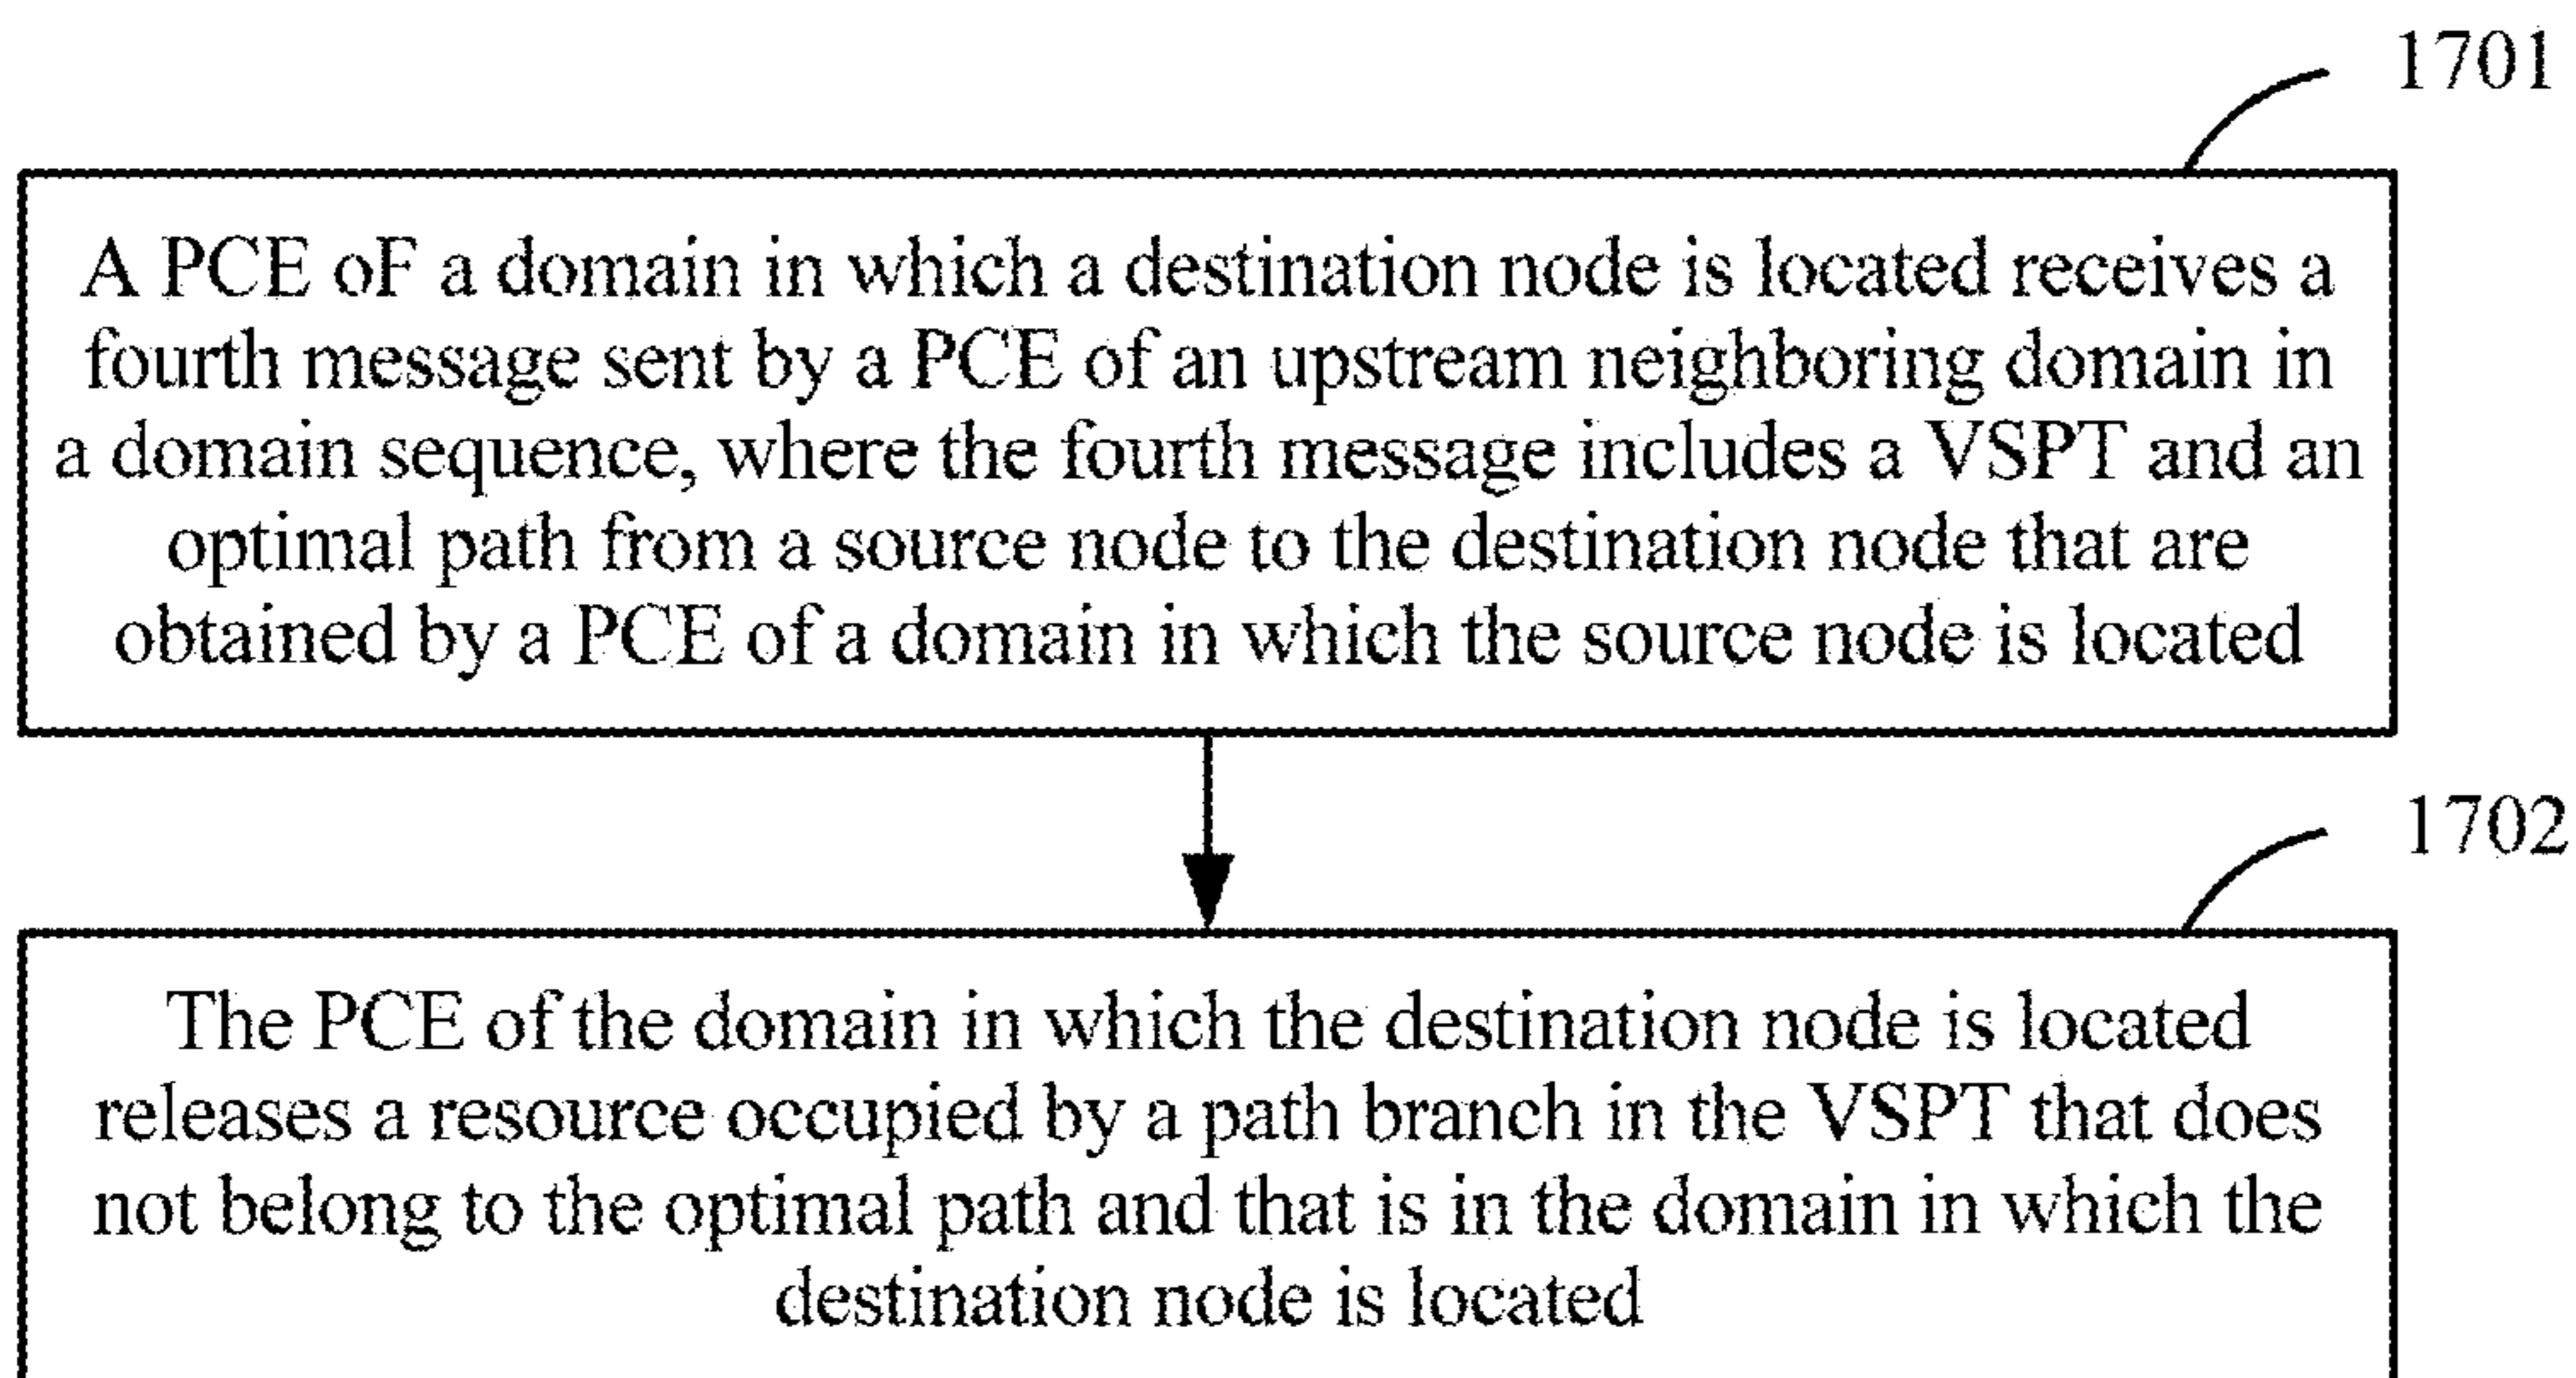 1701
A PCE oF a domain in which a destination node is located receives a
fourth message sent by a PCE of an upstream neighboring domain in
a domain sequence, where the fourth message includes a VSPT and an
optimal path from a source node to the destination node that are
obtained by a PCE of a domain in which the source node is located
1702
The PCE of the domain in which the destination node is located
releases a resource occupied by a path branch in the VSPT that does
not belong to the optimal path and that is in the domain in which the
destination node is located